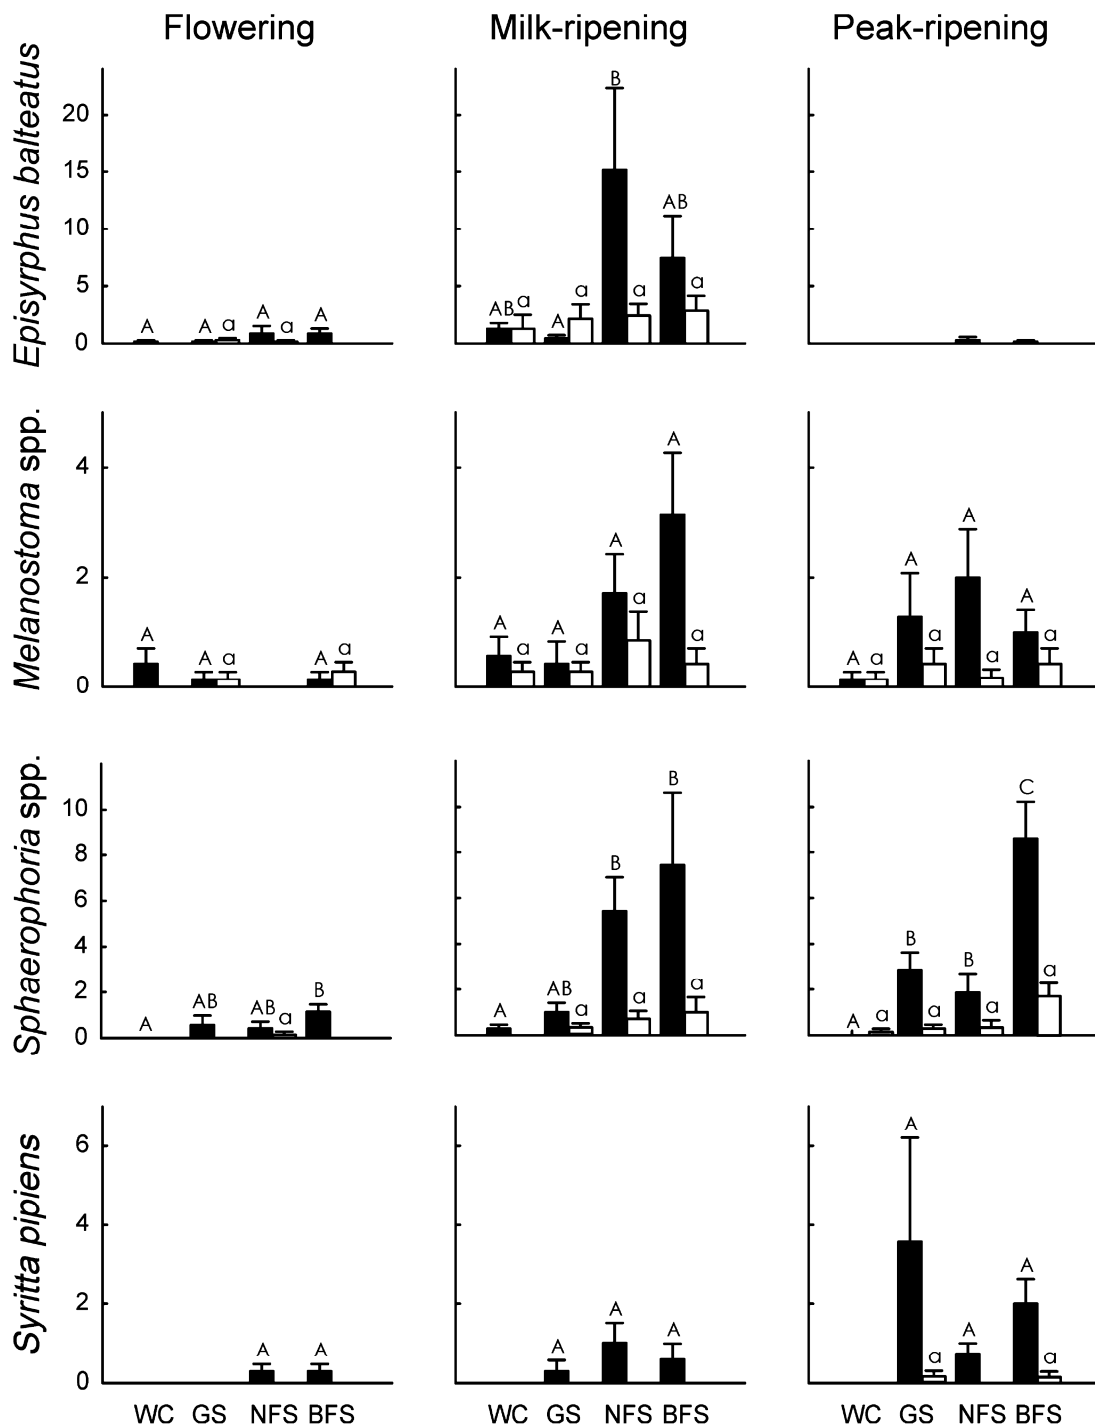 Flowering Milk-ripening Peak-ripening
Episyrphus balteatus
20
15
10
5
0
A A a A a A
AB a A a B a AB a
Melanostoma spp.
4
2
0
A A a A a
A a A a A a A a
A a A a A a A a
Sphaerophoria spp.
10
8
6
4
2
0
A AB AB a B
A AB a B a B a
A a B a B a C a
Syritta pipiens
6
4
2
0
A A
A A A
A a A A a
WC GS NFS BFS WC GS NFS BFS WC GS NFS BFS